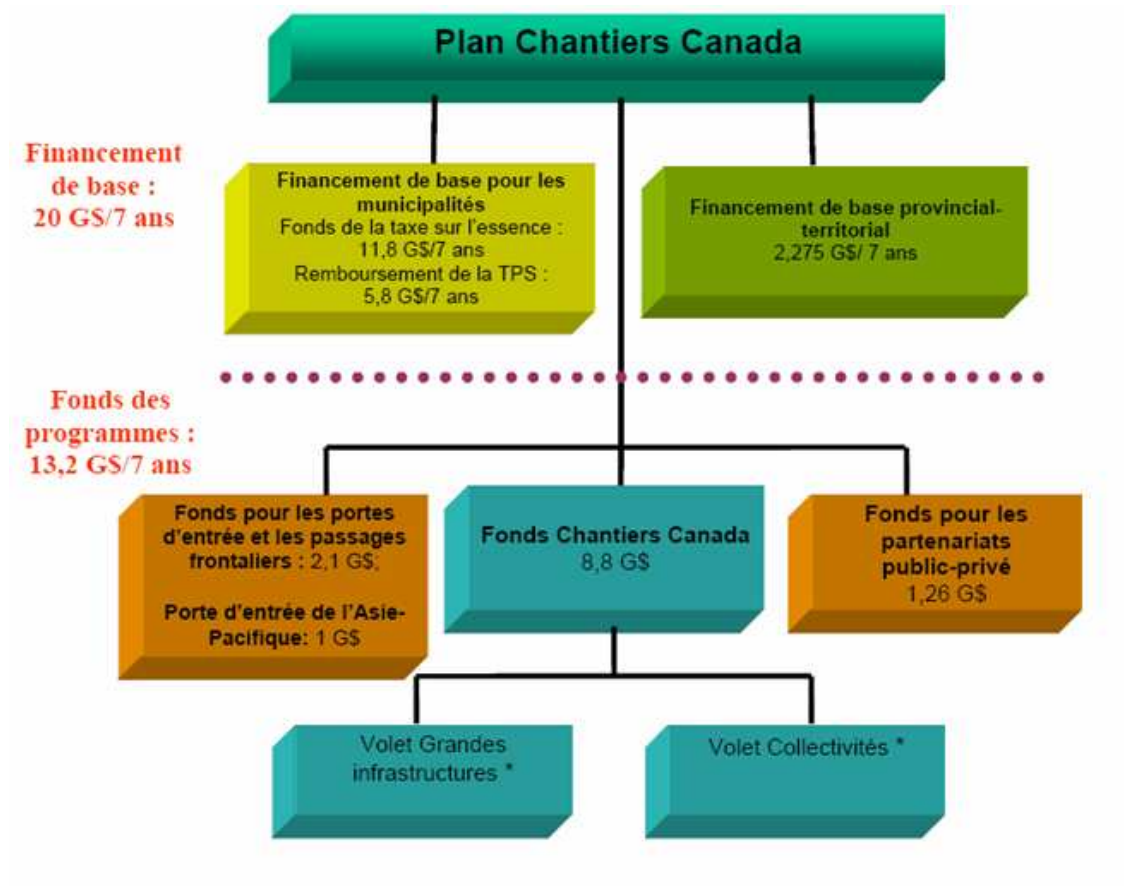 Plan Chantiers Canada
Financement
de base :
20 G$/7 ans
Financement de base pour les
municipalités
Fonds de la taxe sur l'essence :
11,8 G$/7 ans
Remboursement de la TPS :
5,8 G$/7 ans
Financement de base provincial-
territorial
2,275 G$/ 7 ans
Fonds des
programmes :
13,2 G$/7 ans
Fonds pour les portes
d'entrée et les passages
frontaliers : 2,1 G$;
Porte d'entrée de l'Asie-
Pacifique: 1 G$
Fonds Chantiers Canada
8,8 G$
Fonds pour les
partenariats
public-privé
1,26 G$
Volet Grandes
infrastructures *
Volet Collectivités *